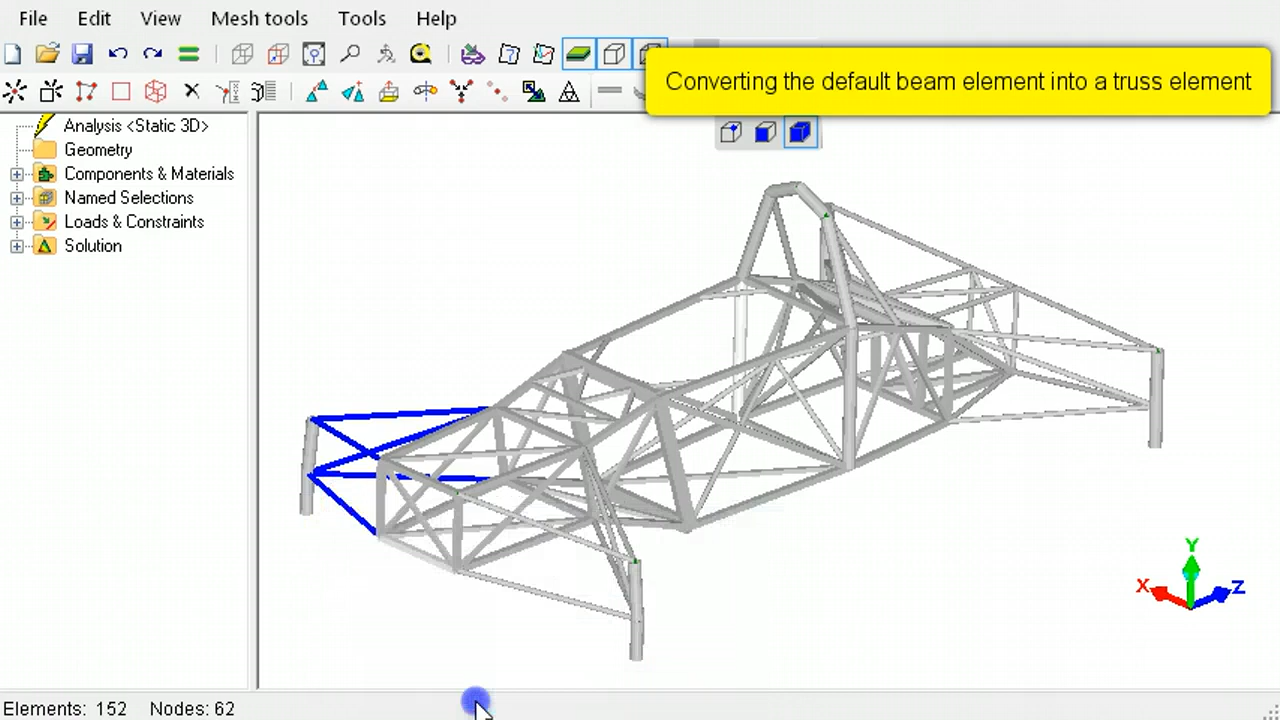 File Edit View Mesh tools Tools Help
Converting the default beam element into a truss element
Analysis <Static 3D>
Geometry
Components & Materials
Named Selections
Loads & Constraints
Solution
Y
X
Z
Elements: 152 Nodes: 62